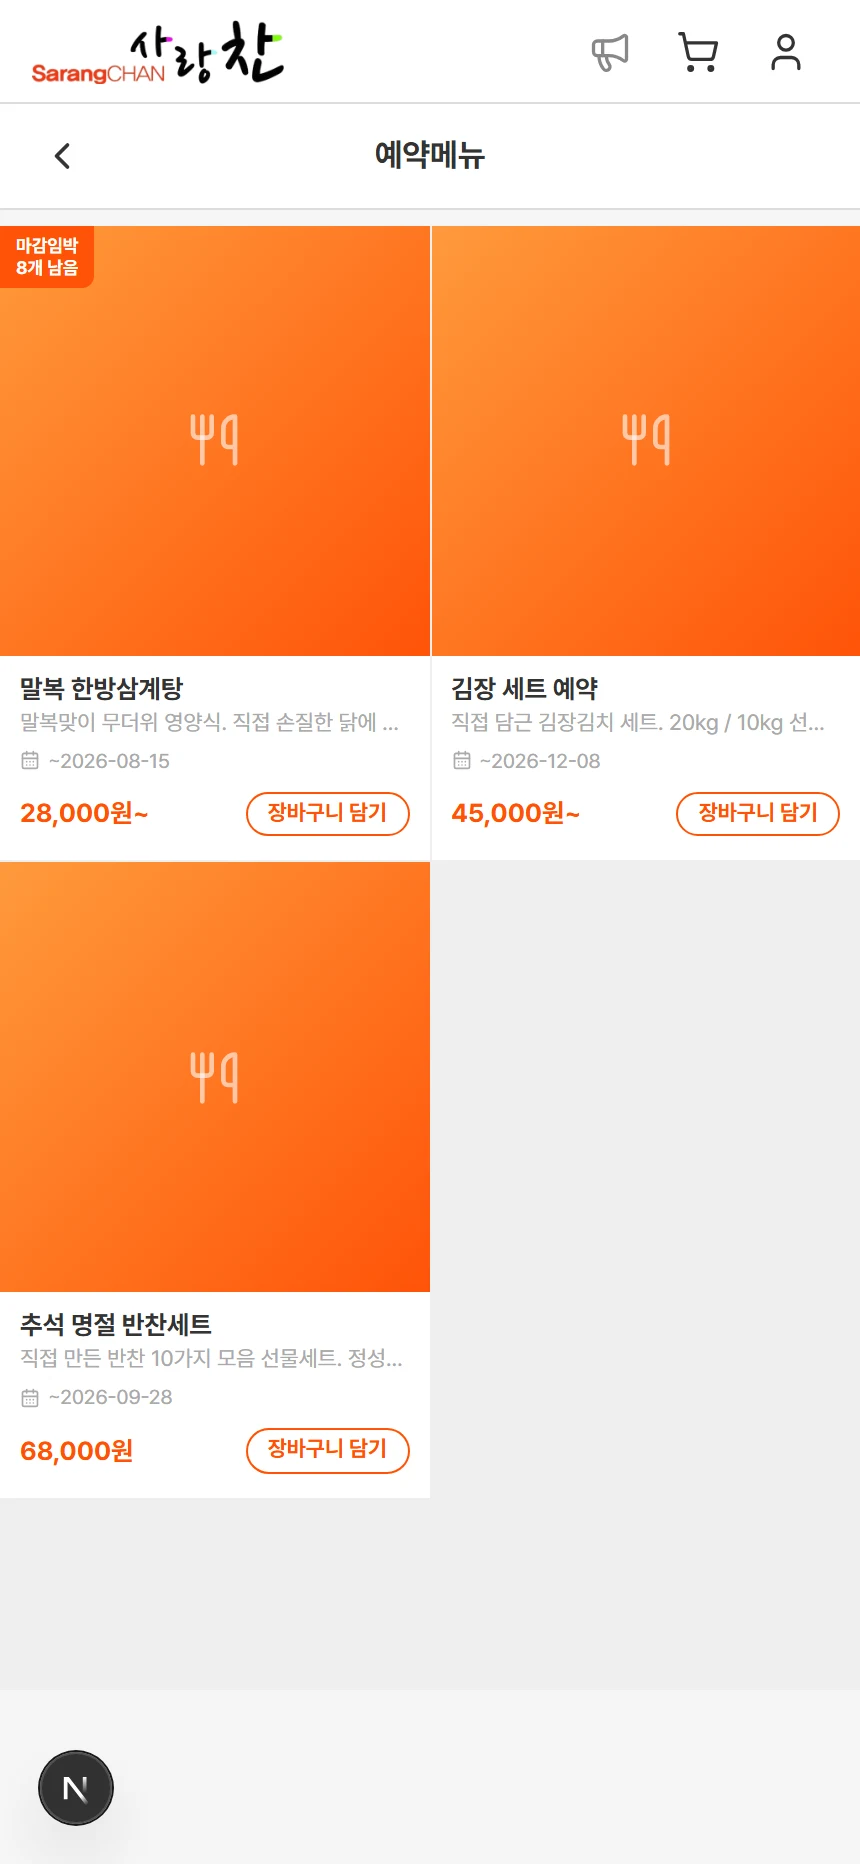 사랑찬
SarangCHAN
예약메뉴
마감임박
8개 남음
말복 한방삼계탕
말복맞이 무더위 영양식. 직접 손질한 닭에 ...
~2026-08-15
28,000원~
장바구니 담기
김장 세트 예약
직접 담근 김장김치 세트. 20kg / 10kg 선...
~2026-12-08
45,000원~
장바구니 담기
추석 명절 반찬세트
직접 만든 반찬 10가지 모음 선물세트. 정성...
~2026-09-28
68,000원
장바구니 담기
N